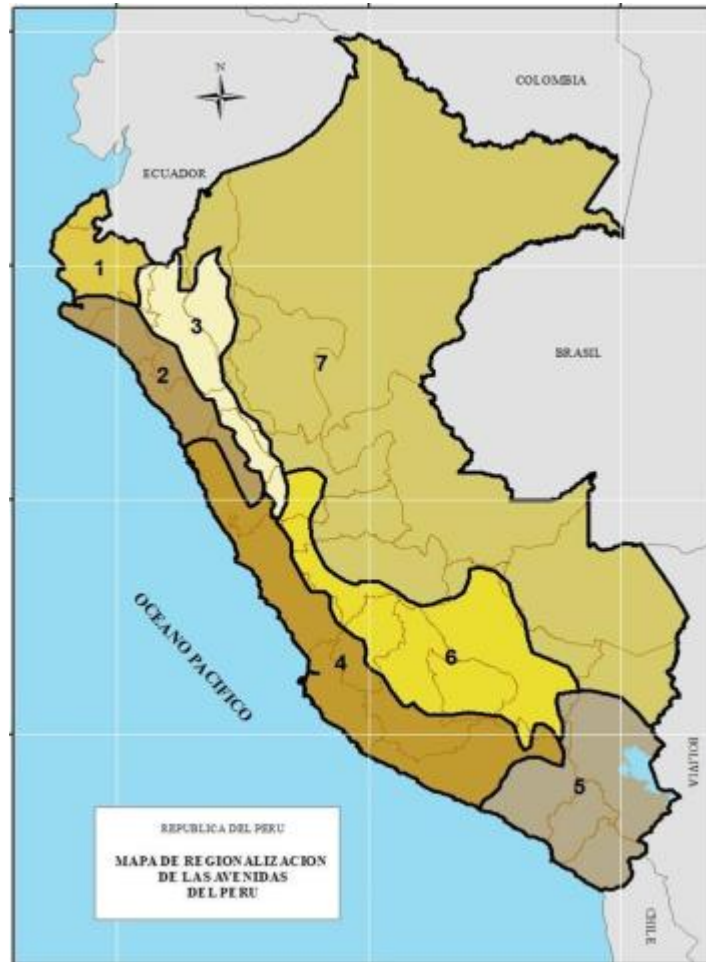 COLOMBIA
N
ECUADOR
1
3
BRASIL
7
2
OCEANO PACIFICO
4
6
5
BOLIVIA
REPUBLICA DEL PERU
MAPA DE REGIONALIZACION
DE LAS AVENIDAS
DEL PERU
CHILE